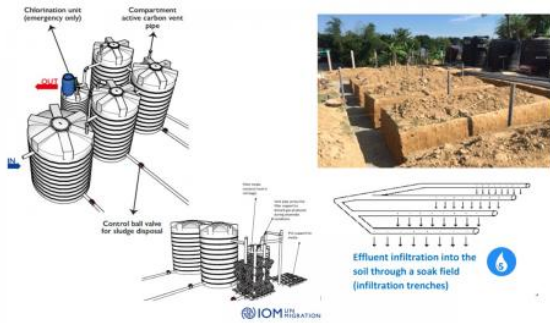 Chlorination unit
(emergency only)
Compartment
active carbon vent
pipe
OUT
IN
Control ball valve
for sludge disposal
Effluent infiltration into the
soil through a soak field
(infiltration trenches)
5
IOM UN
MIGRATION